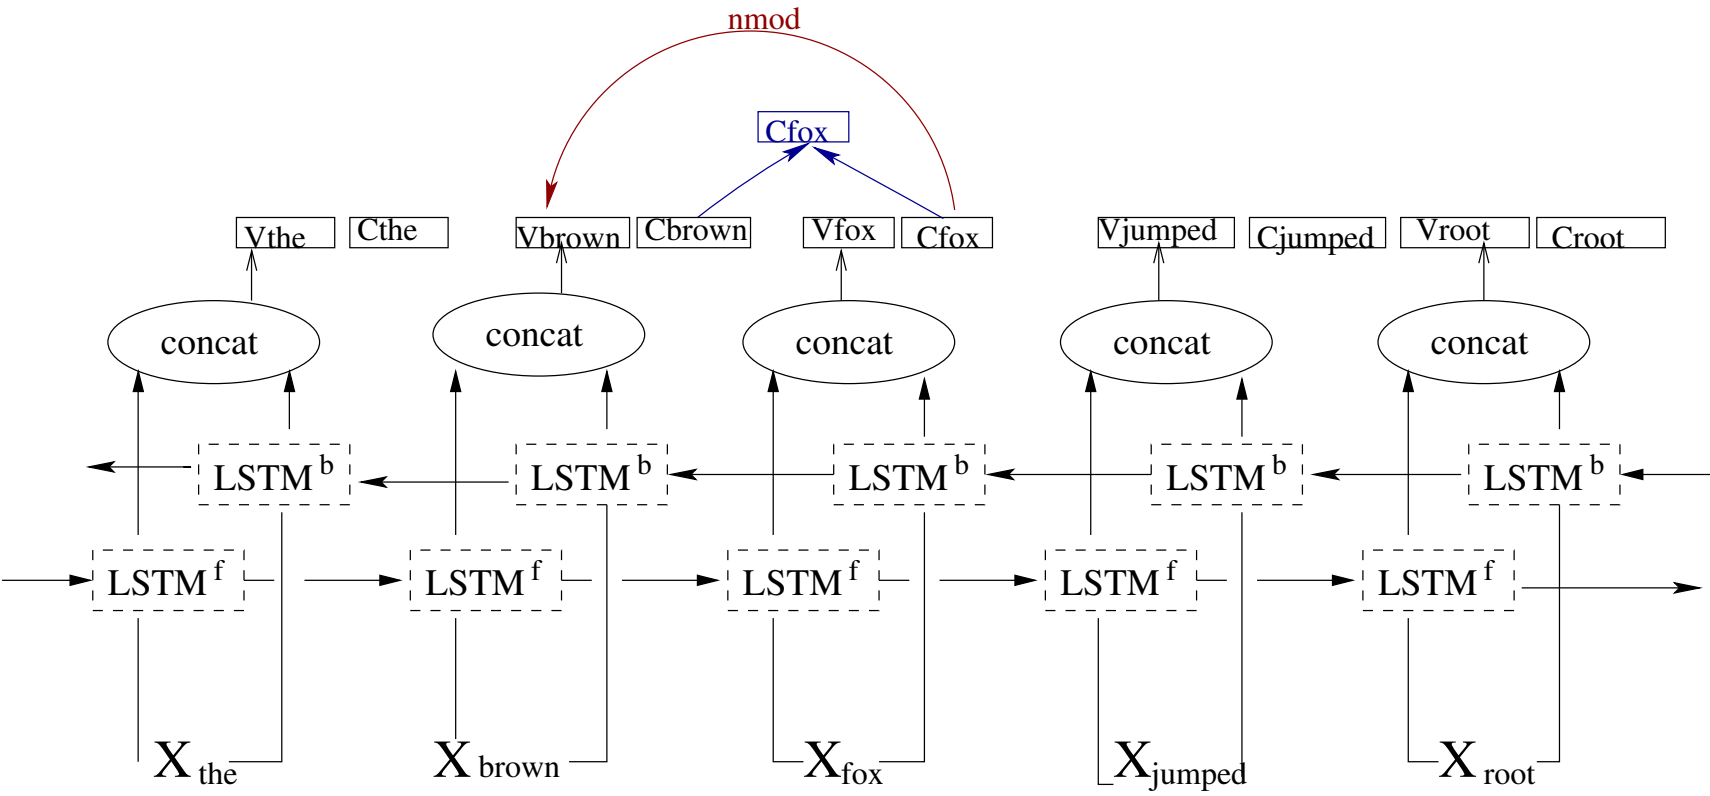 nmod
Cfox
Vthe Cthe Vbrown Cbrown Vfox Cfox Vjumped Cjumped Vroot Croot
concat concat concat concat concat
LSTM b LSTM b LSTM b LSTM b LSTM b
LSTM f LSTM f LSTM f LSTM f LSTM f
X the X brown X fox X jumped X root